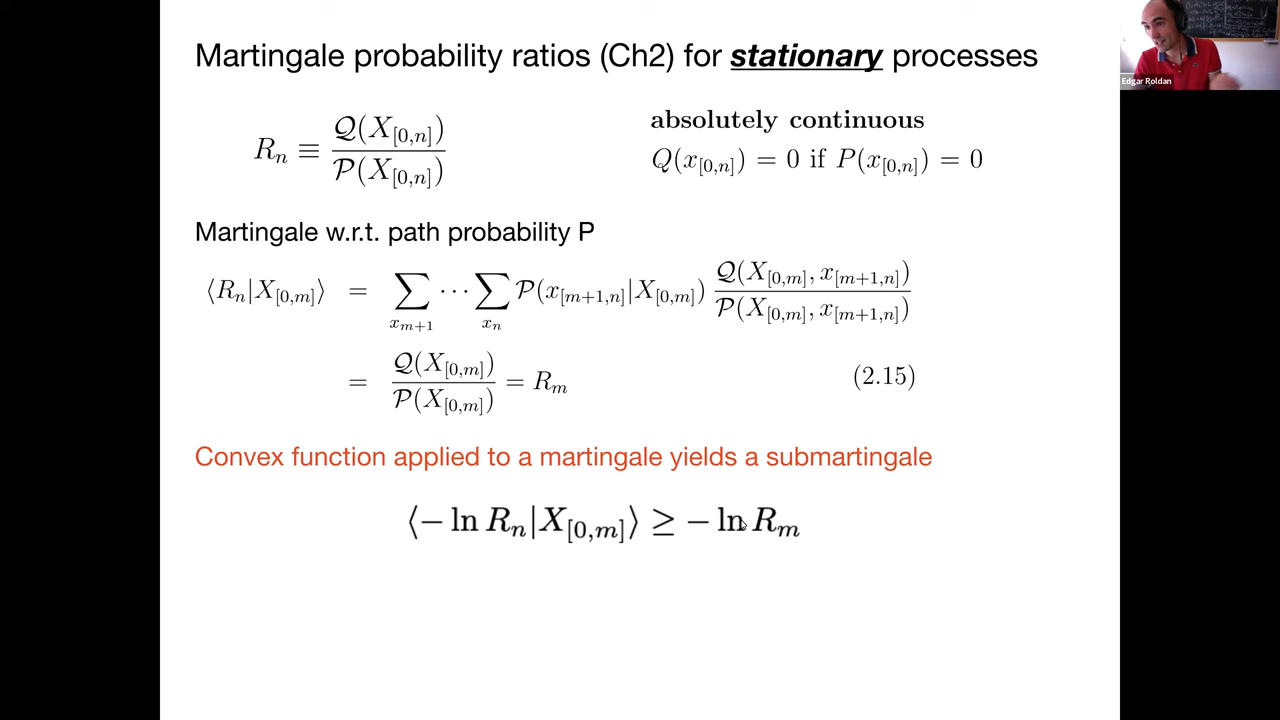 Martingale probability ratios (Ch2) for stationary processes
R_n ≡ Q(X_{[0,n]}) / P(X_{[0,n]})
absolutely continuous
Q(x_{[0,n]}) = 0 if P(x_{[0,n]}) = 0
Martingale w.r.t. path probability P
⟨R_n|X_{[0,m]}⟩ = ∑_{x_{m+1}} ⋯ ∑_{x_n} P(x_{[m+1,n]}|X_{[0,m]}) Q(X_{[0,m]}, x_{[m+1,n]}) / P(X_{[0,m]}, x_{[m+1,n]})
= Q(X_{[0,m]}) / P(X_{[0,m]}) = R_m (2.15)
Convex function applied to a martingale yields a submartingale
⟨− ln R_n|X_{[0,m]}⟩ ≥ − ln R_m
Edgar Roldan